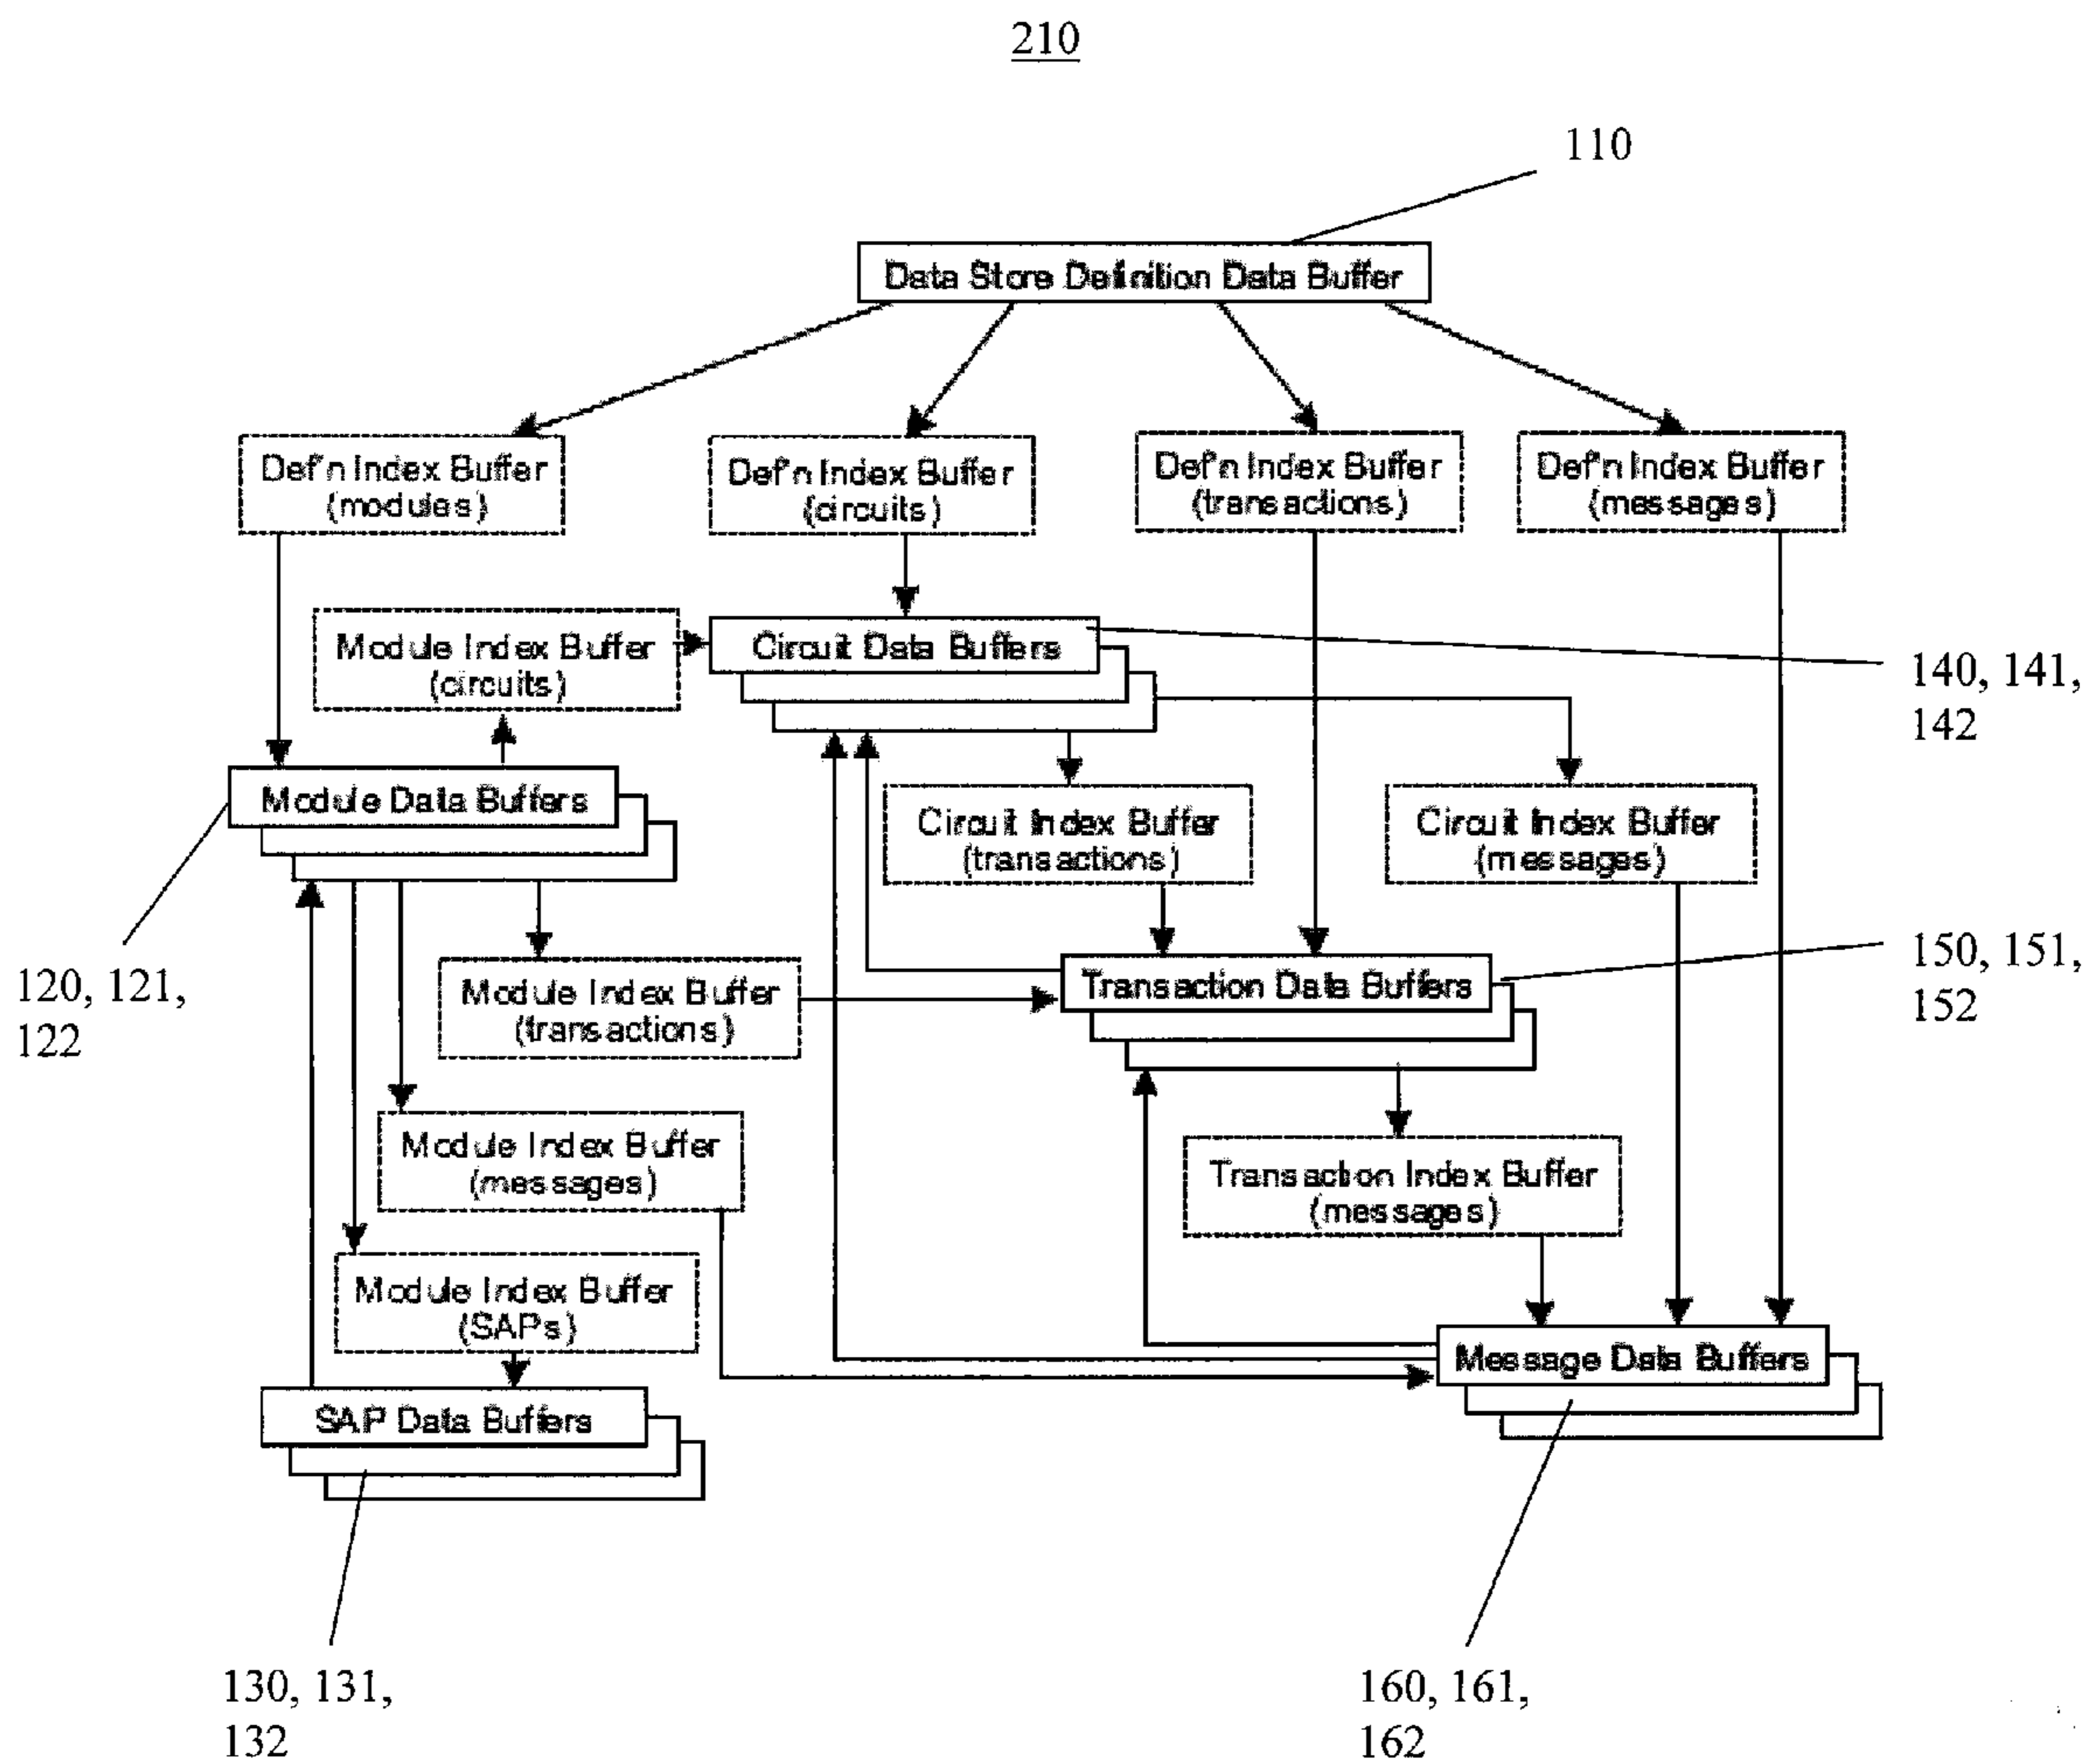 210
110
Data Store Definition Data Buffer
Def'n Index Buffer
(modules)
Def'n Index Buffer
(circuits)
Def'n Index Buffer
(transactions)
Def'n Index Buffer
(messages)
Module Index Buffer
(circuits)
Circuit Data Buffers
140, 141,
142
Module Data Buffers
Circuit Index Buffer
(transactions)
Circuit Index Buffer
(messages)
120, 121,
122
Module Index Buffer
(transactions)
Transaction Data Buffers
150, 151,
152
Module Index Buffer
(messages)
Transaction Index Buffer
(messages)
Module Index Buffer
(SAPs)
Message Data Buffers
SAP Data Buffers
130, 131,
132
160, 161,
162